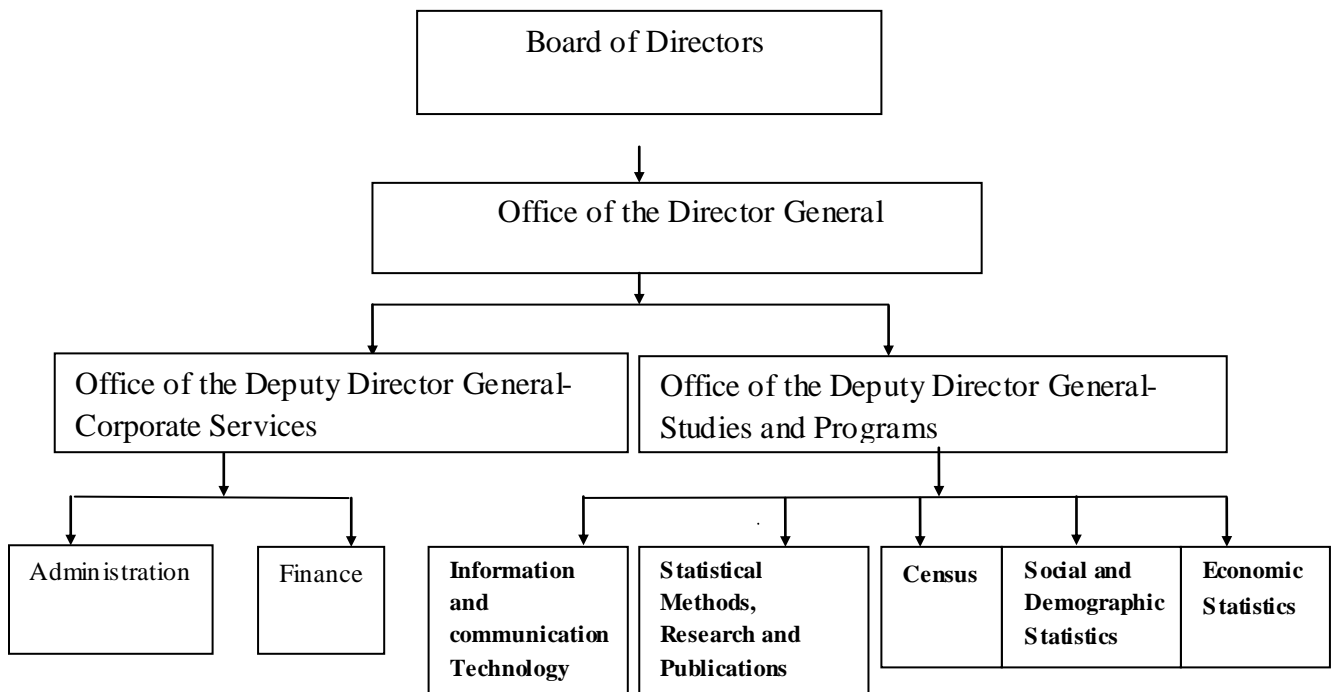 Board of Directors
Office of the Director General
Office of the Deputy Director General-
Corporate Services
Office of the Deputy Director General-
Studies and Programs
Administration
Finance
Information
and
communication
Technology
Statistical
Methods,
Research and
Publications
Census
Social and
Demographic
Statistics
Economic
Statistics